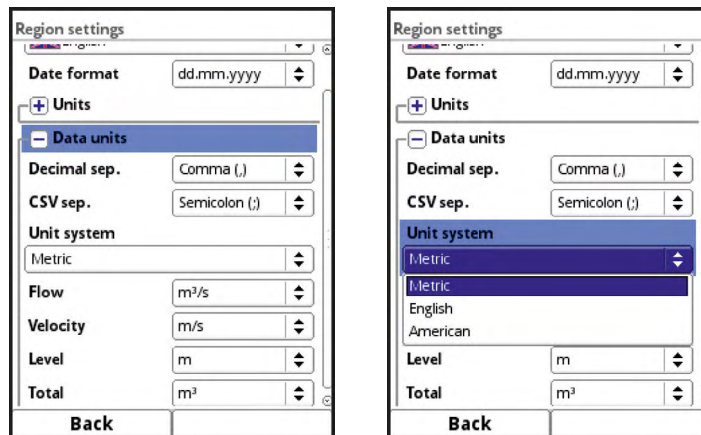 Region settings
English
Date format dd.mm.yyyy
Units
Data units
Decimal sep. Comma (,)
CSV sep. Semicolon (;)
Unit system
Metric
Flow m³/s
Velocity m/s
Level m
Total m³
Back
Region settings
English
Date format dd.mm.yyyy
Units
Data units
Decimal sep. Comma (,)
CSV sep. Semicolon (;)
Unit system
Metric
Metric
English
American
Level m
Total m³
Back